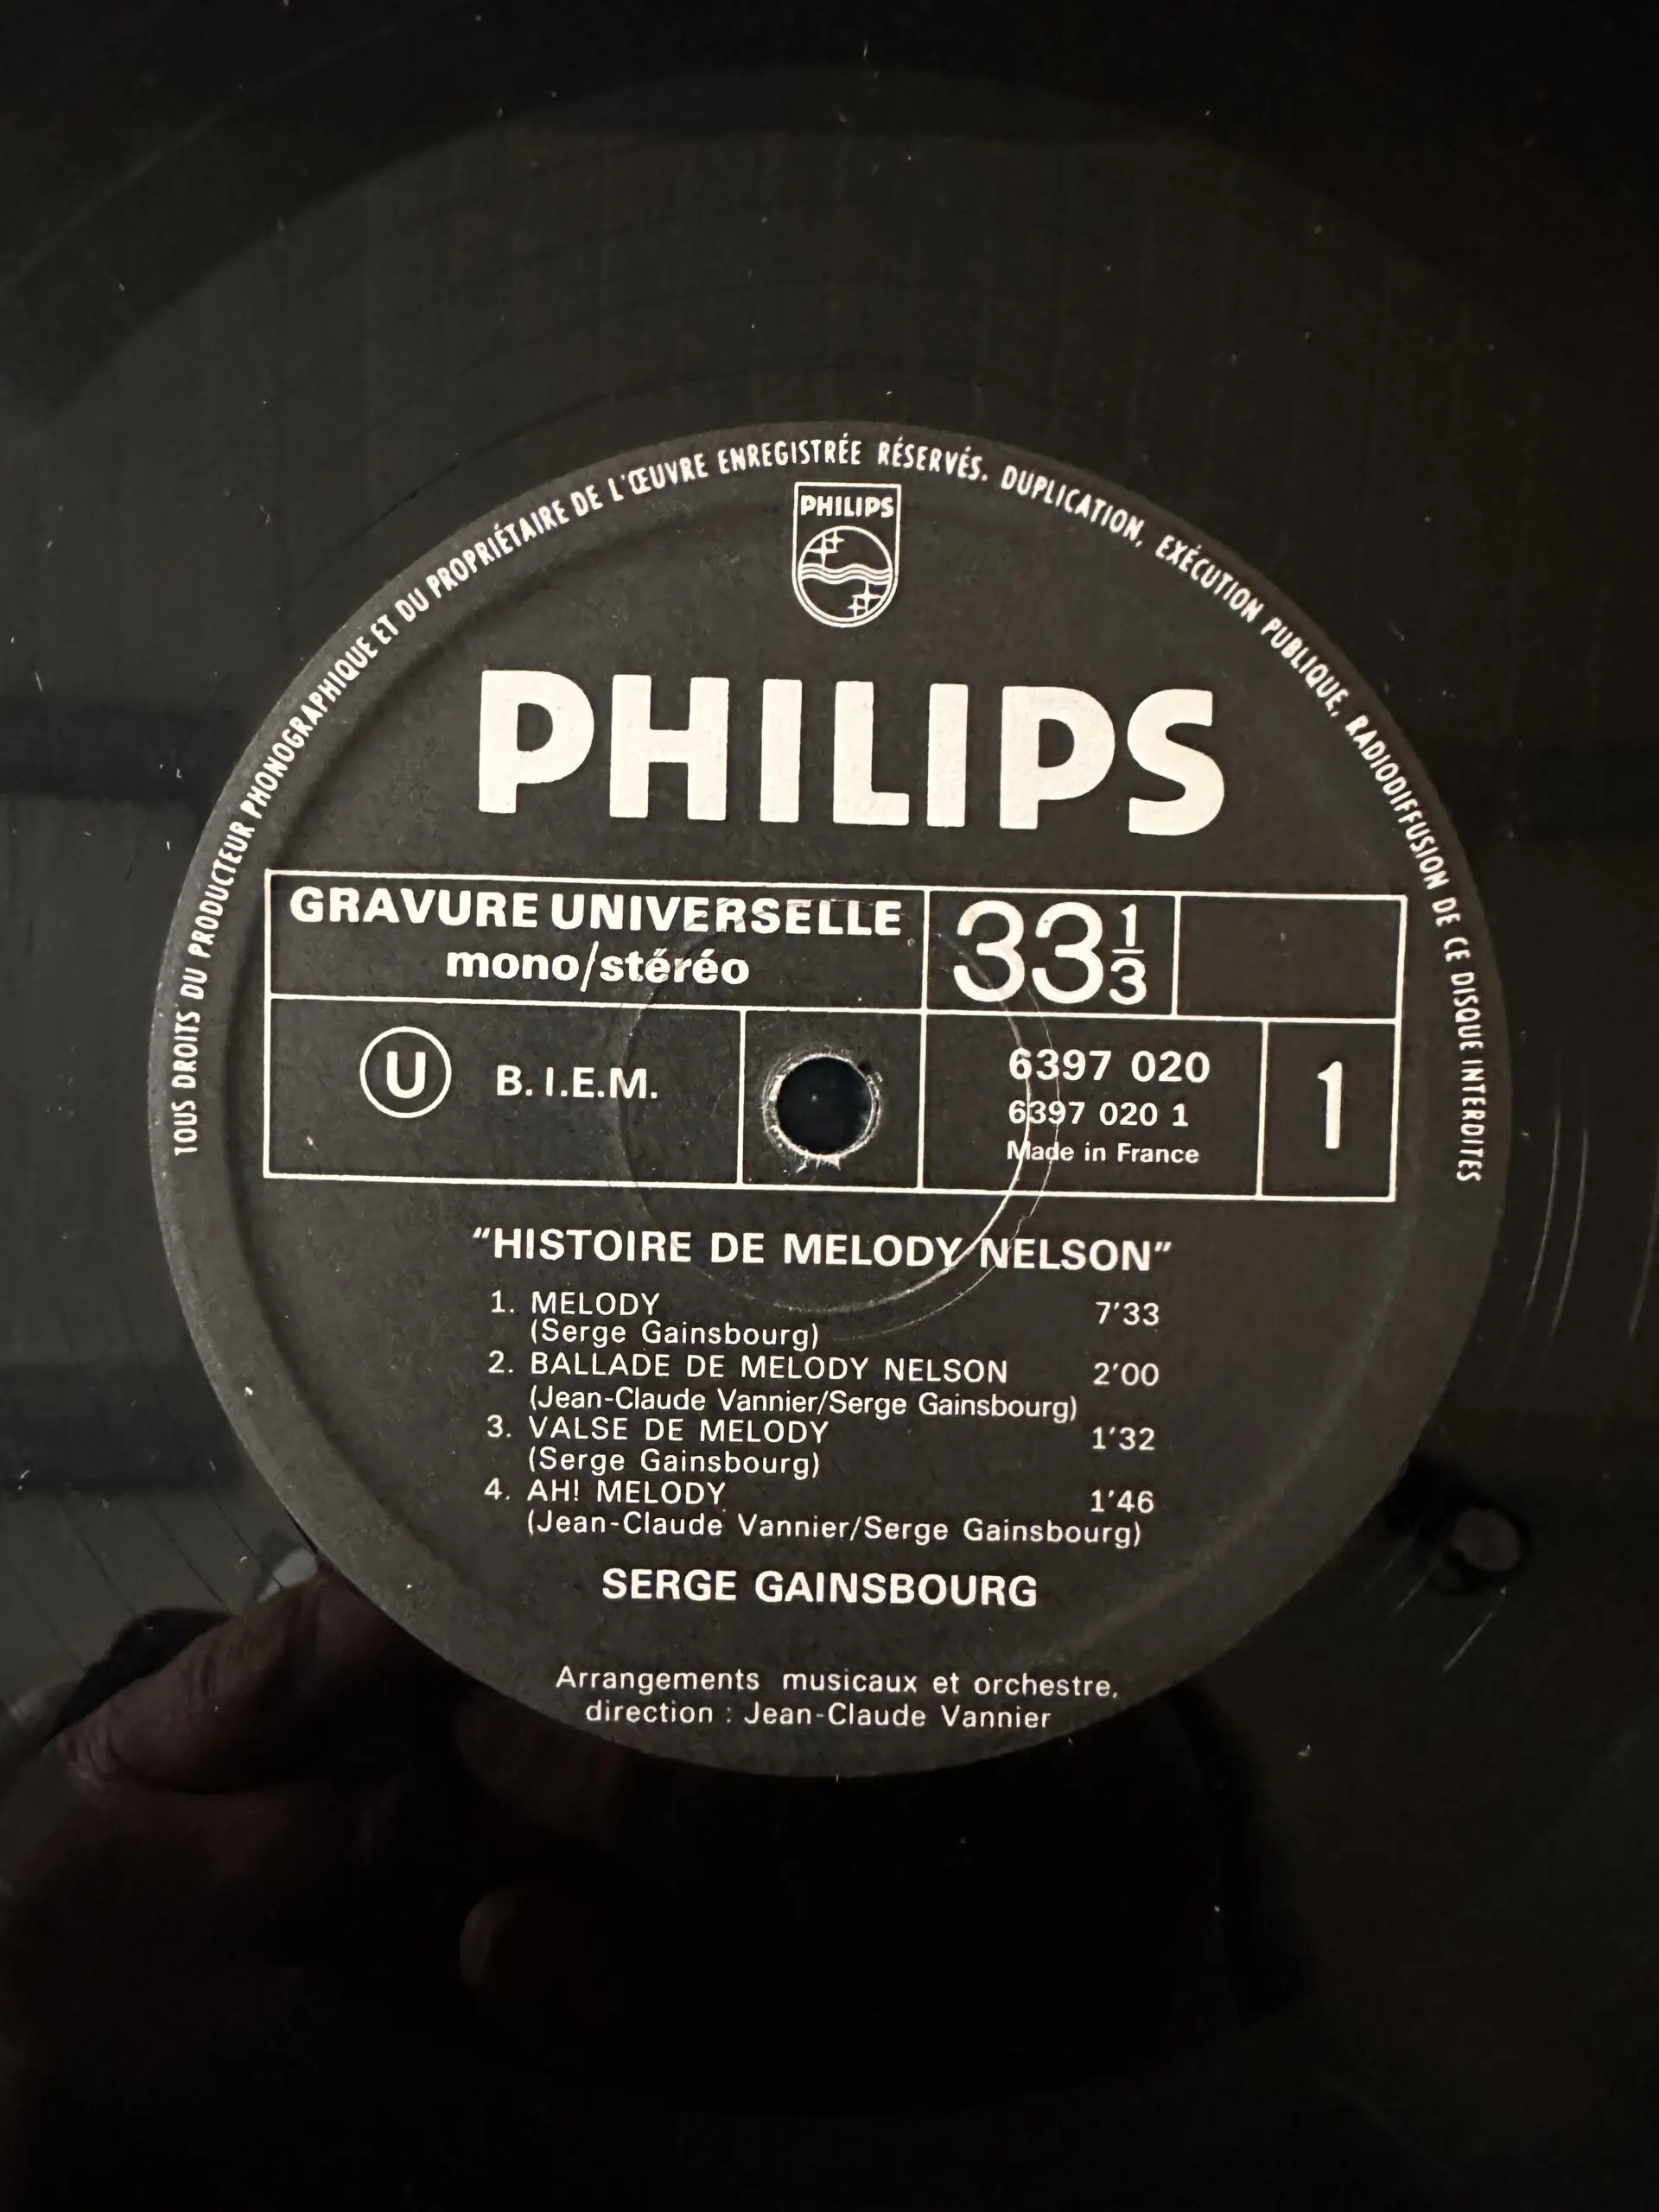 TOUS DROITS DU PRODUCTEUR PHONOGRAPHIQUE ET DU PROPRIÉTAIRE DE L'ŒUVRE ENREGISTRÉE RÉSERVÉS. DUPLICATION, EXÉCUTION PUBLIQUE, RADIODIFFUSION DE CE DISQUE INTERDITES
PHILIPS
PHILIPS
GRAVURE UNIVERSELLE
mono/stéréo
33 1/3
U B.I.E.M.
6397 020
6397 020 1
Made in France
1
"HISTOIRE DE MELODY NELSON"
1. MELODY 7'33
(Serge Gainsbourg)
2. BALLADE DE MELODY NELSON 2'00
(Jean-Claude Vannier/Serge Gainsbourg)
3. VALSE DE MELODY 1'32
(Serge Gainsbourg)
4. AH! MELODY 1'46
(Jean-Claude Vannier/Serge Gainsbourg)
SERGE GAINSBOURG
Arrangements musicaux et orchestre,
direction : Jean-Claude Vannier